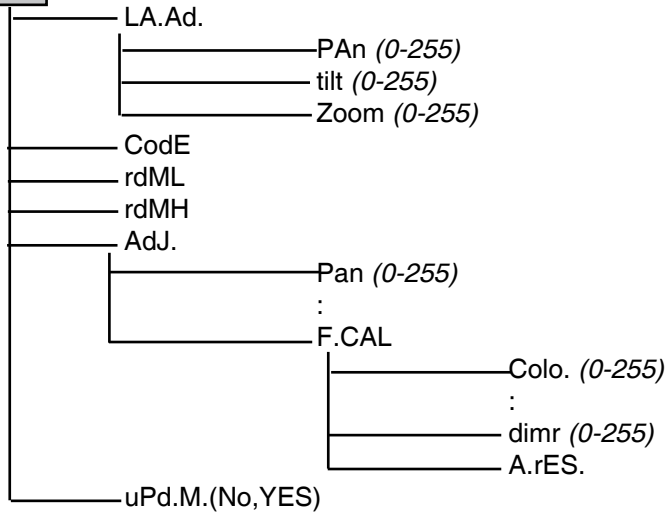 LA.Ad.
PAn (0-255)
tilt (0-255)
Zoom (0-255)
CodE
rdML
rdMH
AdJ.
Pan (0-255)
:
F.CAL
Colo. (0-255)
:
dimr (0-255)
A.rES.
uPd.M.(No,YES)